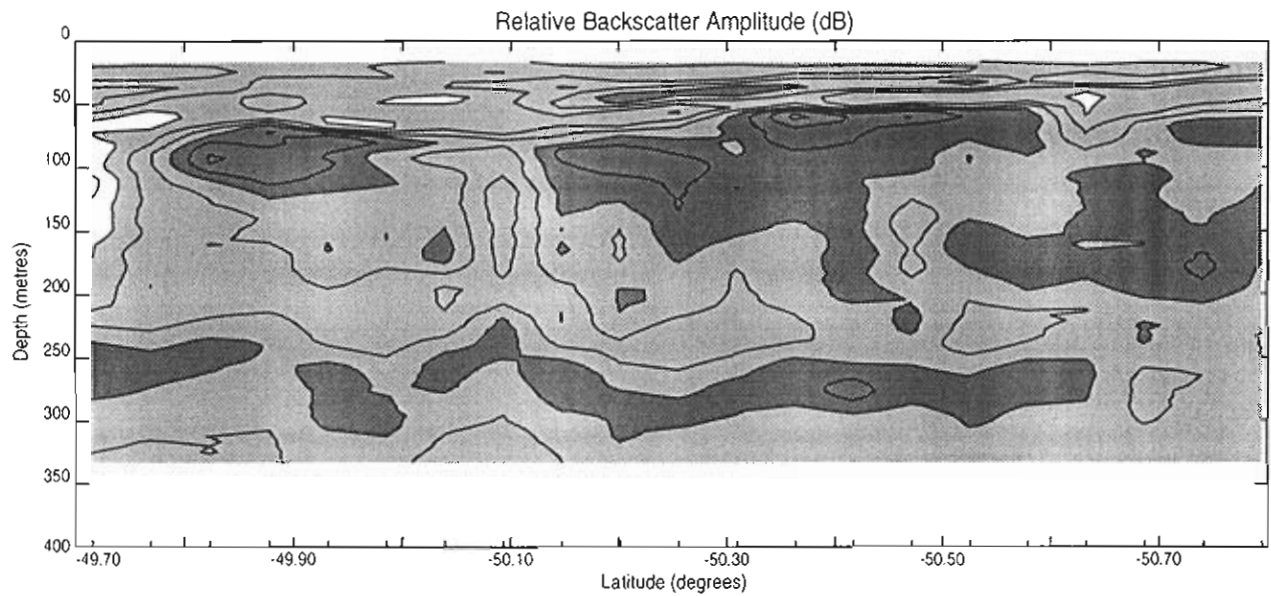 Relative Backscatter Amplitude (dB)
0
50
100
150
200
250
300
350
400
Depth (metres)
-49.70 -49.90 -50.10 -50.30 -50.50 -50.70
Latitude (degrees)